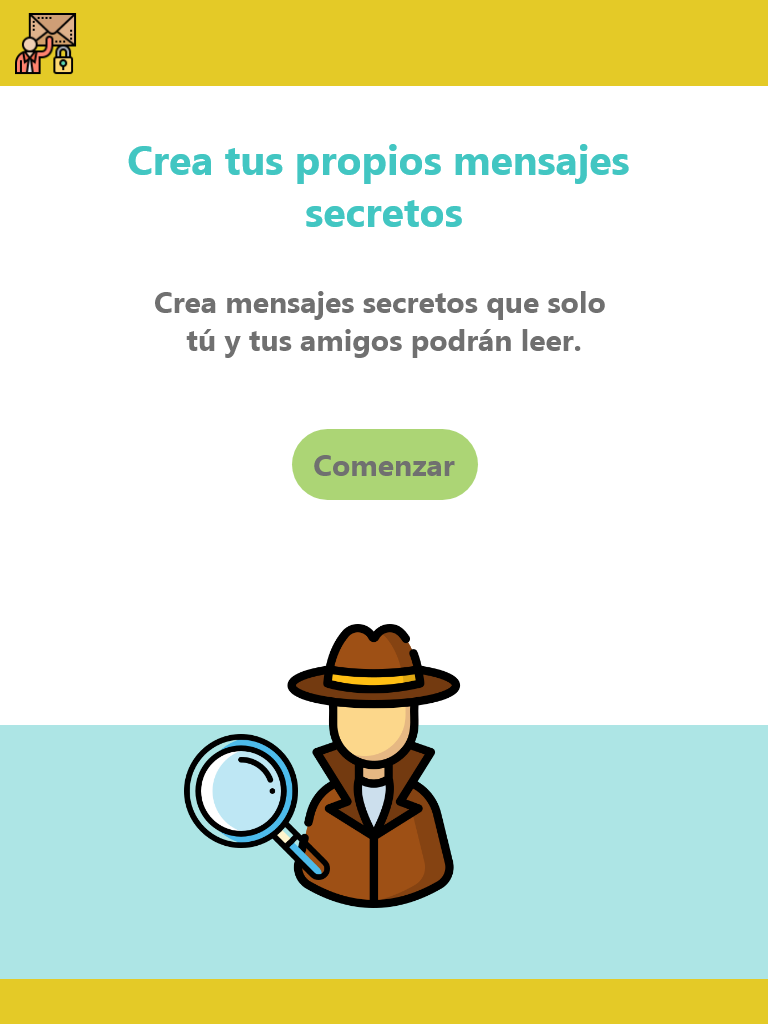 Crea tus propios mensajes
secretos
Crea mensajes secretos que solo
tú y tus amigos podrán leer.
Comenzar